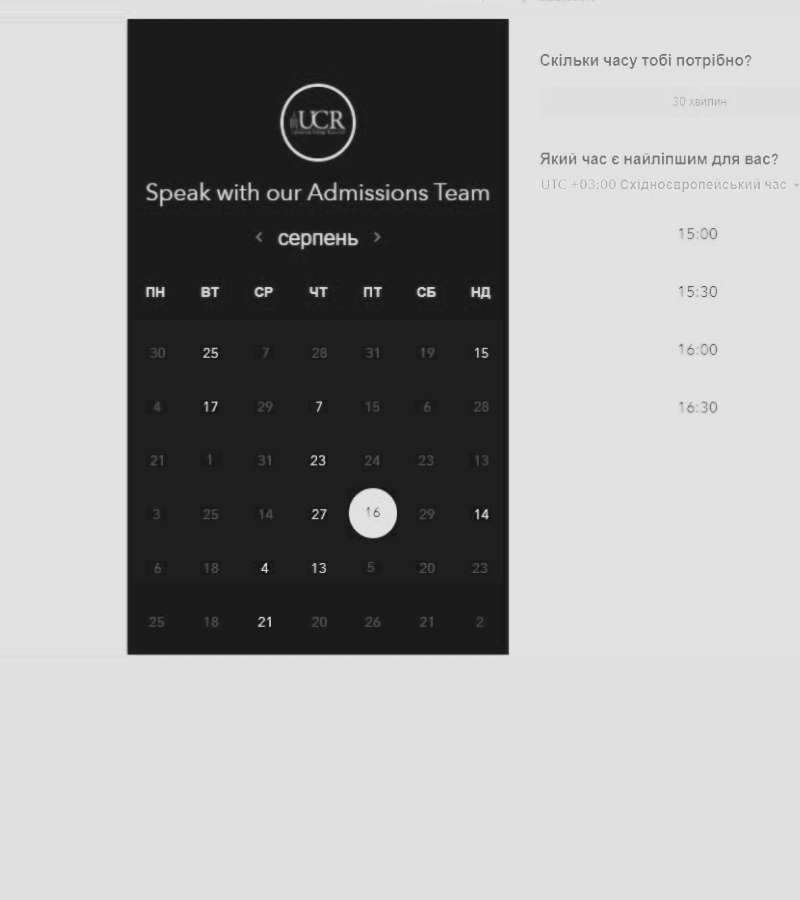 UCR
Speak with our Admissions Team
‹ серпень ›
ПН ВТ СР ЧТ ПТ СБ НД
30 25 7 28 31 19 15
4 17 29 7 15 6 28
21 1 31 23 24 23 13
3 25 14 27 16 29 14
6 18 4 13 5 20 23
25 18 21 20 26 21 2
Скільки часу тобі потрібно?
30 хвилин
Який час є найліпшим для вас?
UTC +03:00 Східноєвропейський час
15:00
15:30
16:00
16:30